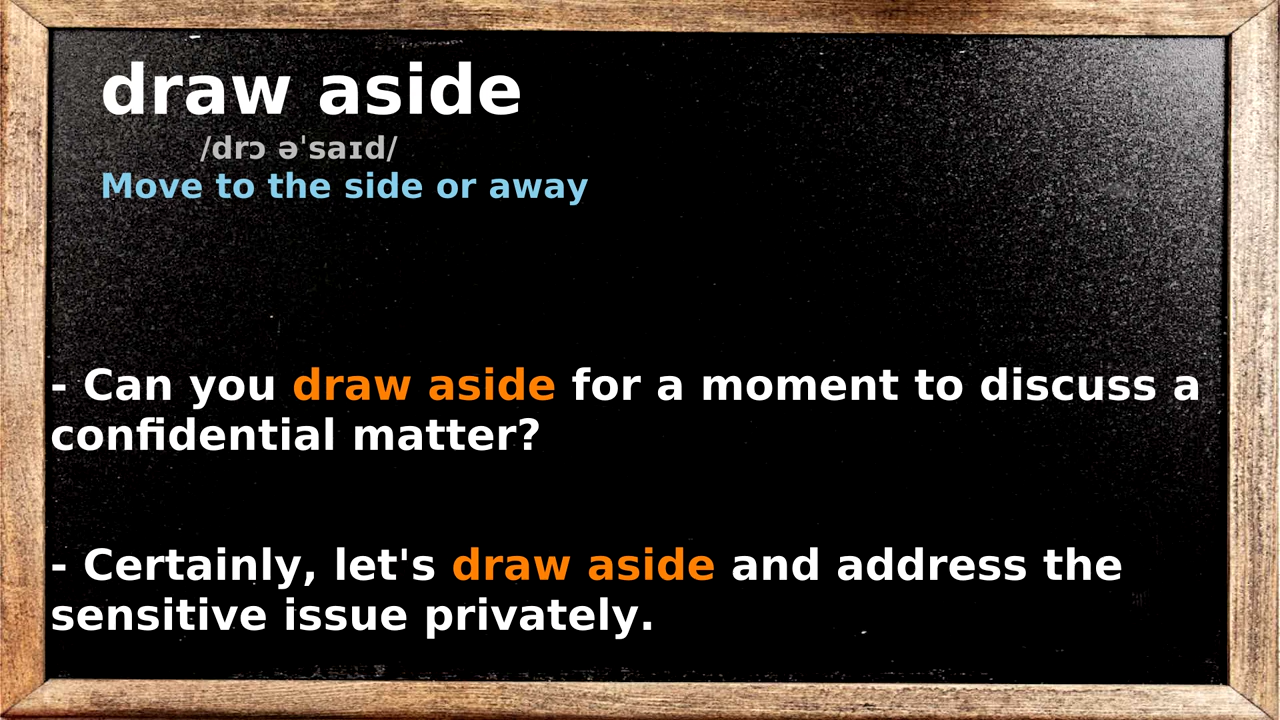 draw aside
/drɔ əˈsaɪd/
Move to the side or away
- Can you draw aside for a moment to discuss a
confidential matter?
- Certainly, let's draw aside and address the
sensitive issue privately.